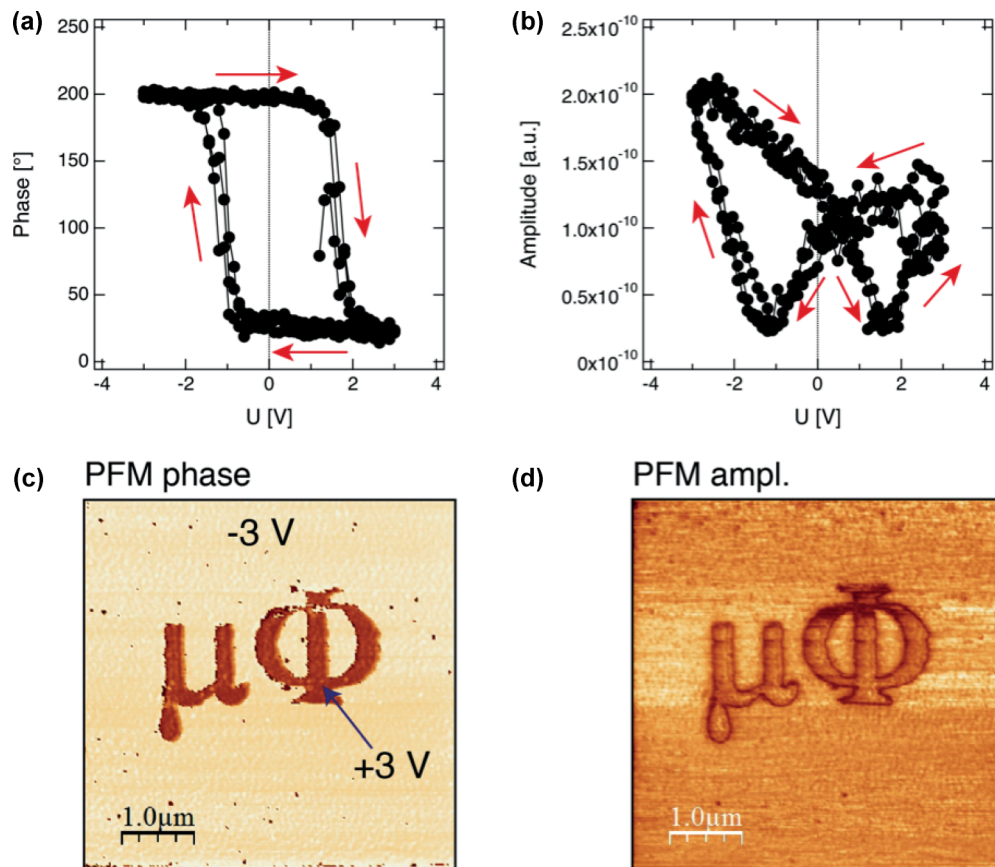 (a)
250
200
150
100
50
0
Phase [°]
-4
-2
0
2
4
U [V]
(b)
2.5x10⁻¹⁰
2.0x10⁻¹⁰
1.5x10⁻¹⁰
1.0x10⁻¹⁰
0.5x10⁻¹⁰
0x10⁻¹⁰
Amplitude [a.u.]
-4
-2
0
2
4
U [V]
(c)
PFM phase
-3 V
μΦ
+3 V
1.0μm
(d)
PFM ampl.
μΦ
1.0μm